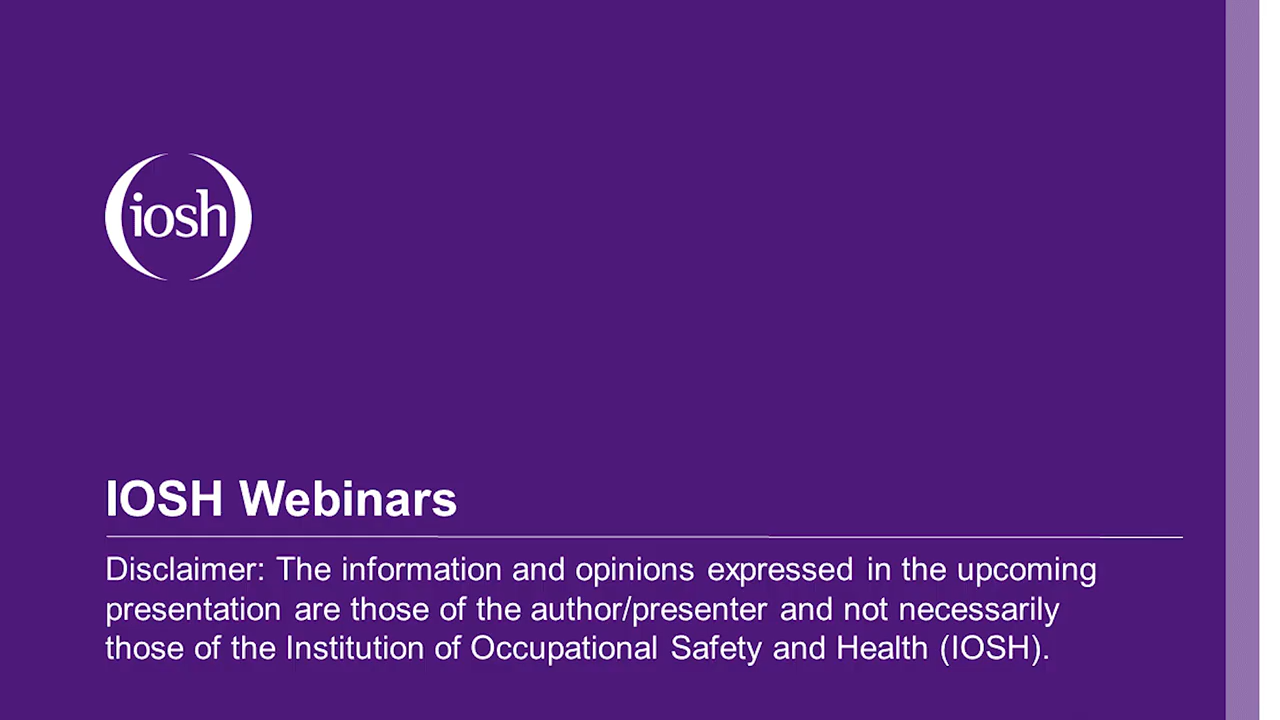 iosh
IOSH Webinars
Disclaimer: The information and opinions expressed in the upcoming
presentation are those of the author/presenter and not necessarily
those of the Institution of Occupational Safety and Health (IOSH).